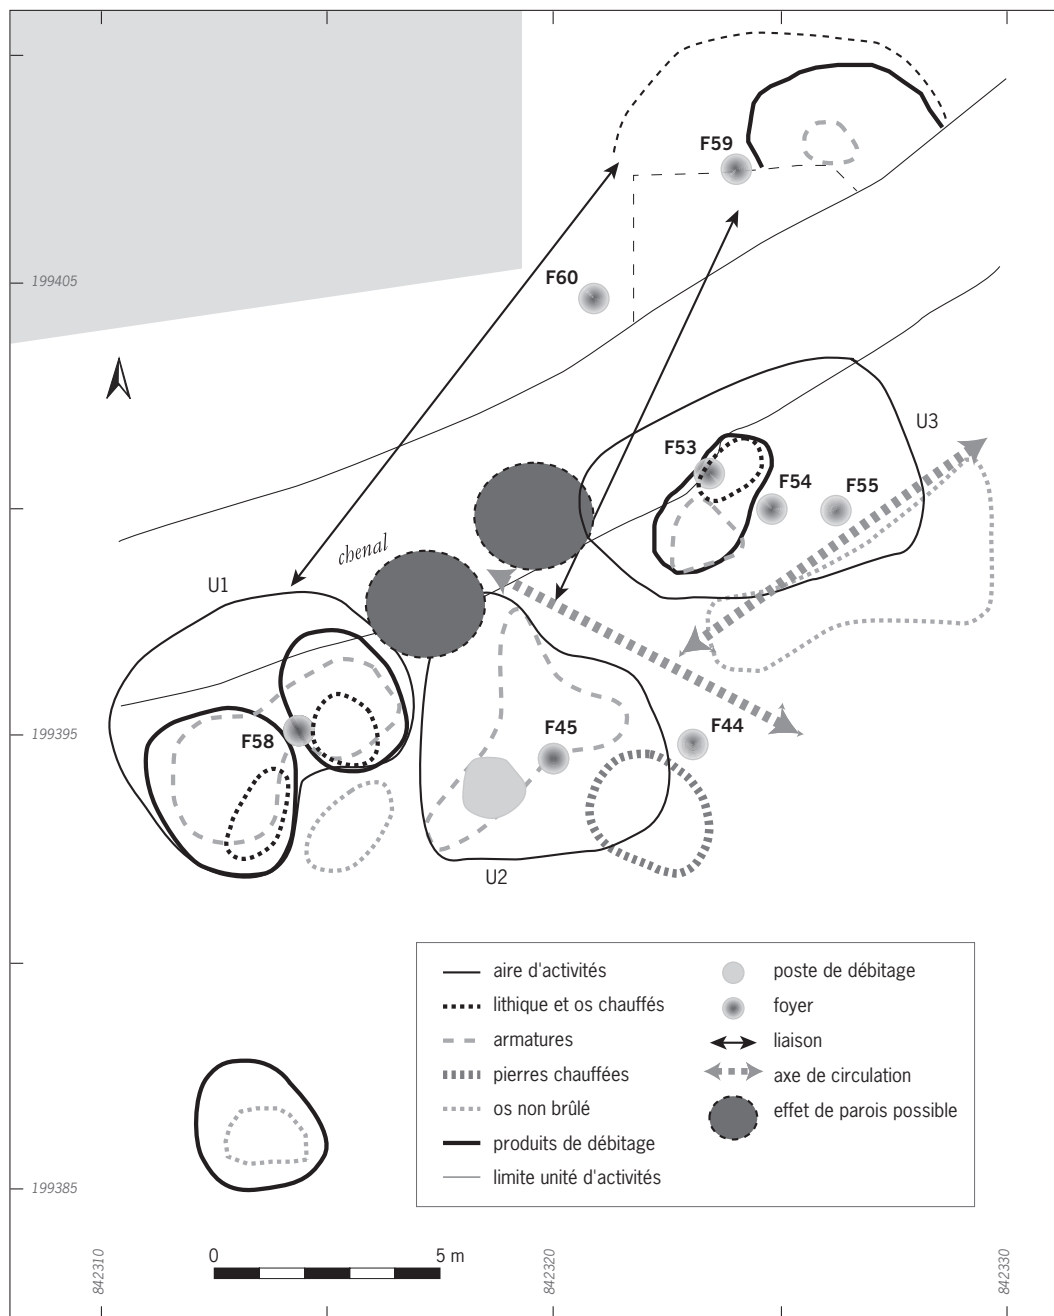 F59
199405
F60
U3
F53
F54
F55
chenal
U1
199395
F58
F45
F44
U2
aire d'activités
lithique et os chauffés
armatures
pierres chauffées
os non brûlé
produits de débitage
limite unité d'activités
poste de débitage
foyer
liaison
axe de circulation
effet de parois possible
199385
0 5 m
842310
842320
842330